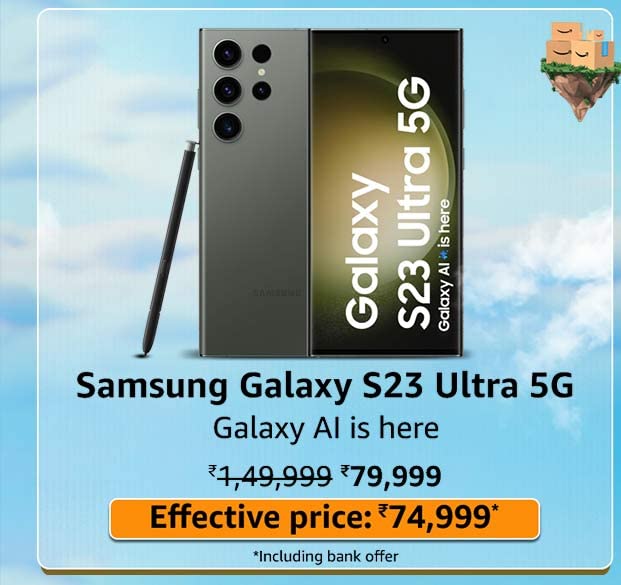 Galaxy
S23 Ultra 5G
Galaxy AI is here
SAMSUNG
Samsung Galaxy S23 Ultra 5G
Galaxy AI is here
₹1,49,999 ₹79,999
Effective price: ₹74,999*
*Including bank offer